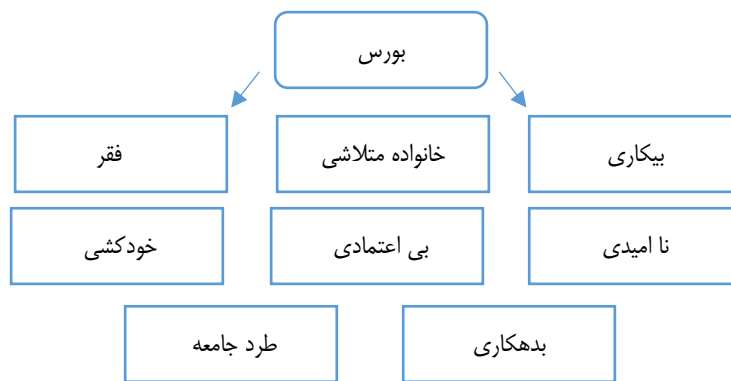 بورس
بیکاری
خانواده متلاشی
فقر
نا امیدی
بی اعتمادی
خودکشی
بدهکاری
طرد جامعه